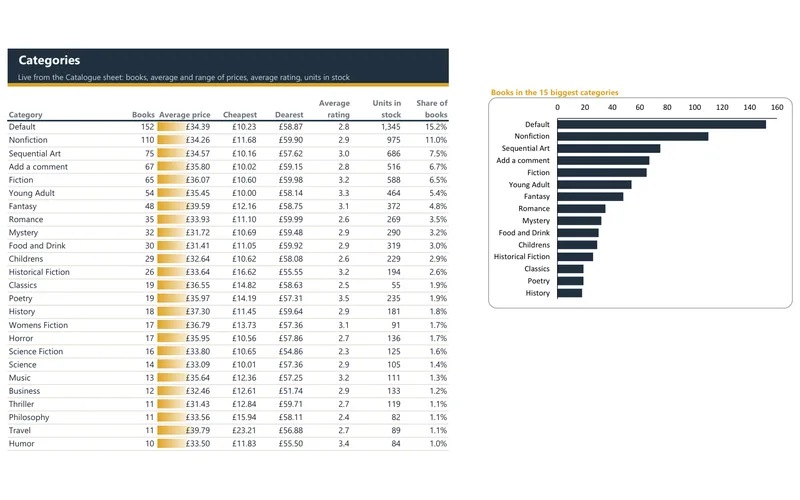 Categories
Live from the Catalogue sheet: books, average and range of prices, average rating, units in stock
Category Books Average price Cheapest Dearest Average rating Units in stock Share of books
Default 152 £34.39 £10.23 £58.87 2.8 1,345 15.2%
Nonfiction 110 £34.26 £11.68 £59.90 2.9 975 11.0%
Sequential Art 75 £34.57 £10.16 £57.62 3.0 686 7.5%
Add a comment 67 £35.80 £10.02 £59.15 2.8 516 6.7%
Fiction 65 £36.07 £10.60 £59.98 3.2 588 6.5%
Young Adult 54 £35.45 £10.00 £58.14 3.3 464 5.4%
Fantasy 48 £39.59 £12.16 £58.75 3.1 372 4.8%
Romance 35 £33.93 £11.10 £59.99 2.6 269 3.5%
Mystery 32 £31.72 £10.69 £59.48 2.9 290 3.2%
Food and Drink 30 £31.41 £11.05 £59.92 2.9 319 3.0%
Childrens 29 £32.64 £10.62 £58.08 2.6 229 2.9%
Historical Fiction 26 £33.64 £16.62 £55.55 3.2 194 2.6%
Classics 19 £36.55 £14.82 £58.63 2.5 55 1.9%
Poetry 19 £35.97 £14.19 £57.31 3.5 235 1.9%
History 18 £37.30 £11.45 £59.64 2.9 181 1.8%
Womens Fiction 17 £36.79 £13.73 £57.36 3.1 91 1.7%
Horror 17 £35.95 £10.56 £57.86 2.7 136 1.7%
Science Fiction 16 £33.80 £10.65 £54.86 2.3 125 1.6%
Science 14 £33.09 £10.01 £57.36 2.9 105 1.4%
Music 13 £35.64 £12.36 £57.25 3.2 111 1.3%
Business 12 £32.46 £12.61 £51.74 2.9 133 1.2%
Thriller 11 £31.43 £12.84 £59.71 2.7 119 1.1%
Philosophy 11 £33.56 £15.94 £58.11 2.4 82 1.1%
Travel 11 £39.79 £23.21 £56.88 2.7 89 1.1%
Humor 10 £33.50 £11.83 £55.50 3.4 84 1.0%
Books in the 15 biggest categories
0 20 40 60 80 100 120 140 160
Default
Nonfiction
Sequential Art
Add a comment
Fiction
Young Adult
Fantasy
Romance
Mystery
Food and Drink
Childrens
Historical Fiction
Classics
Poetry
History